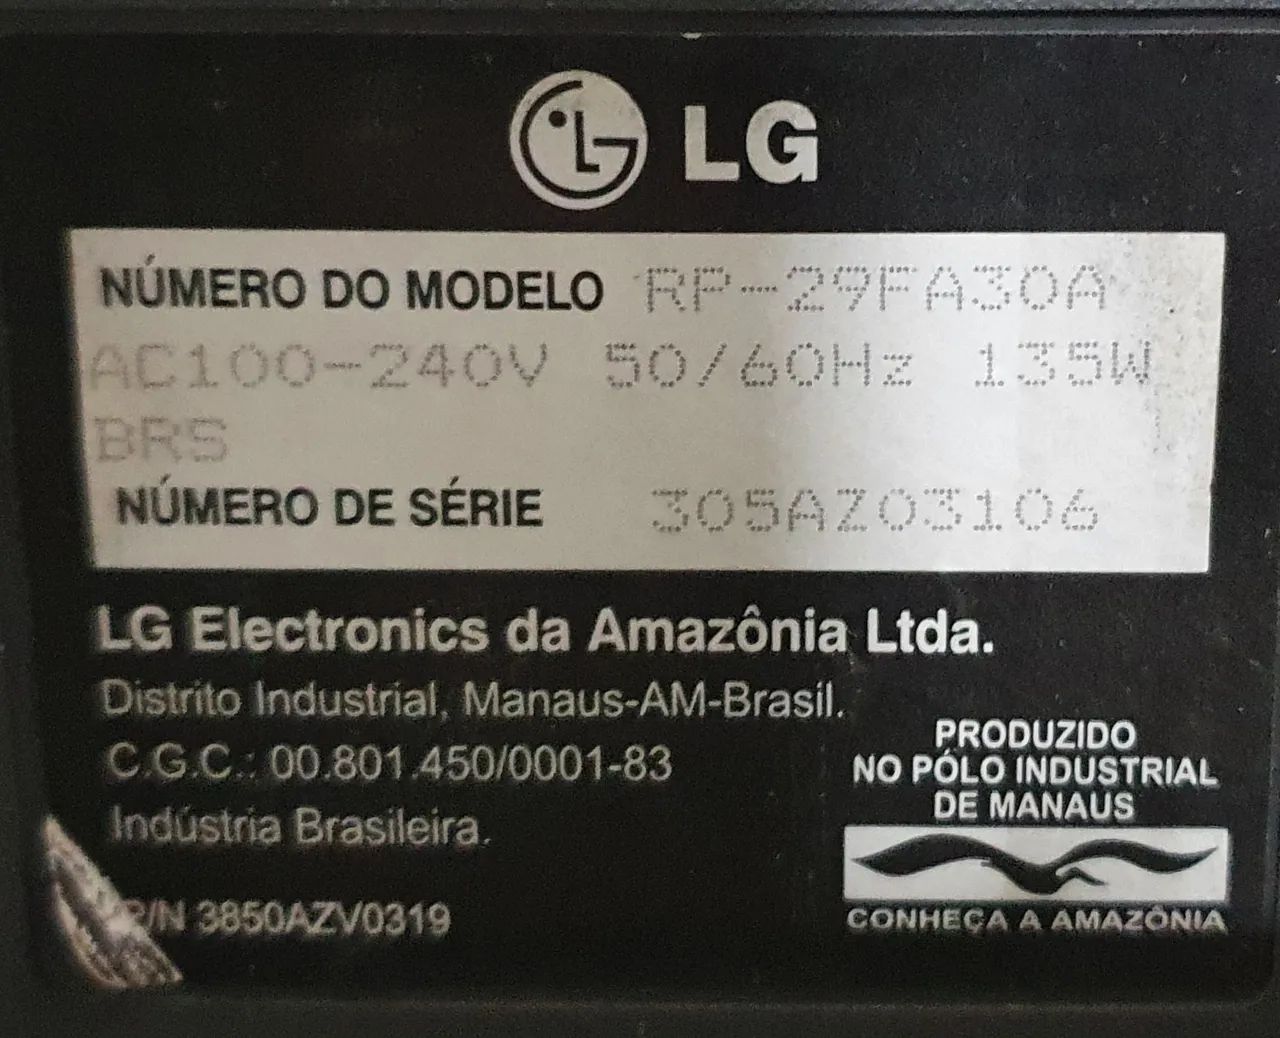 LG
NÚMERO DO MODELO RP-29FA30A
AC100-240V 50/60Hz 135W
BRS
NÚMERO DE SÉRIE 305AZ03106
LG Electronics da Amazônia Ltda.
Distrito Industrial, Manaus-AM-Brasil.
C.G.C.: 00.801.450/0001-83
Indústria Brasileira.
P/N 3850AZV0319
PRODUZIDO
NO PÓLO INDUSTRIAL
DE MANAUS
CONHEÇA A AMAZÔNIA